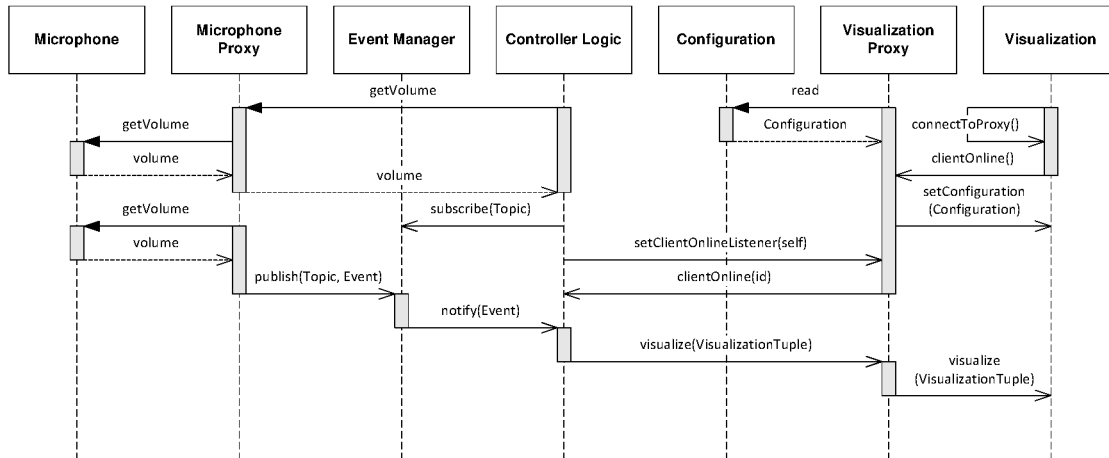 Microphone
Microphone
Proxy
Event Manager
Controller Logic
Configuration
Visualization
Proxy
Visualization
getVolume
read
getVolume
Configuration
connectToProxy()
volume
clientOnline()
volume
setConfiguration
(Configuration)
getVolume
subscribe(Topic)
volume
setClientOnlineListener(self)
publish(Topic, Event)
clientOnline(id)
notify(Event)
visualize(VisualizationTuple)
visualize
(VisualizationTuple)